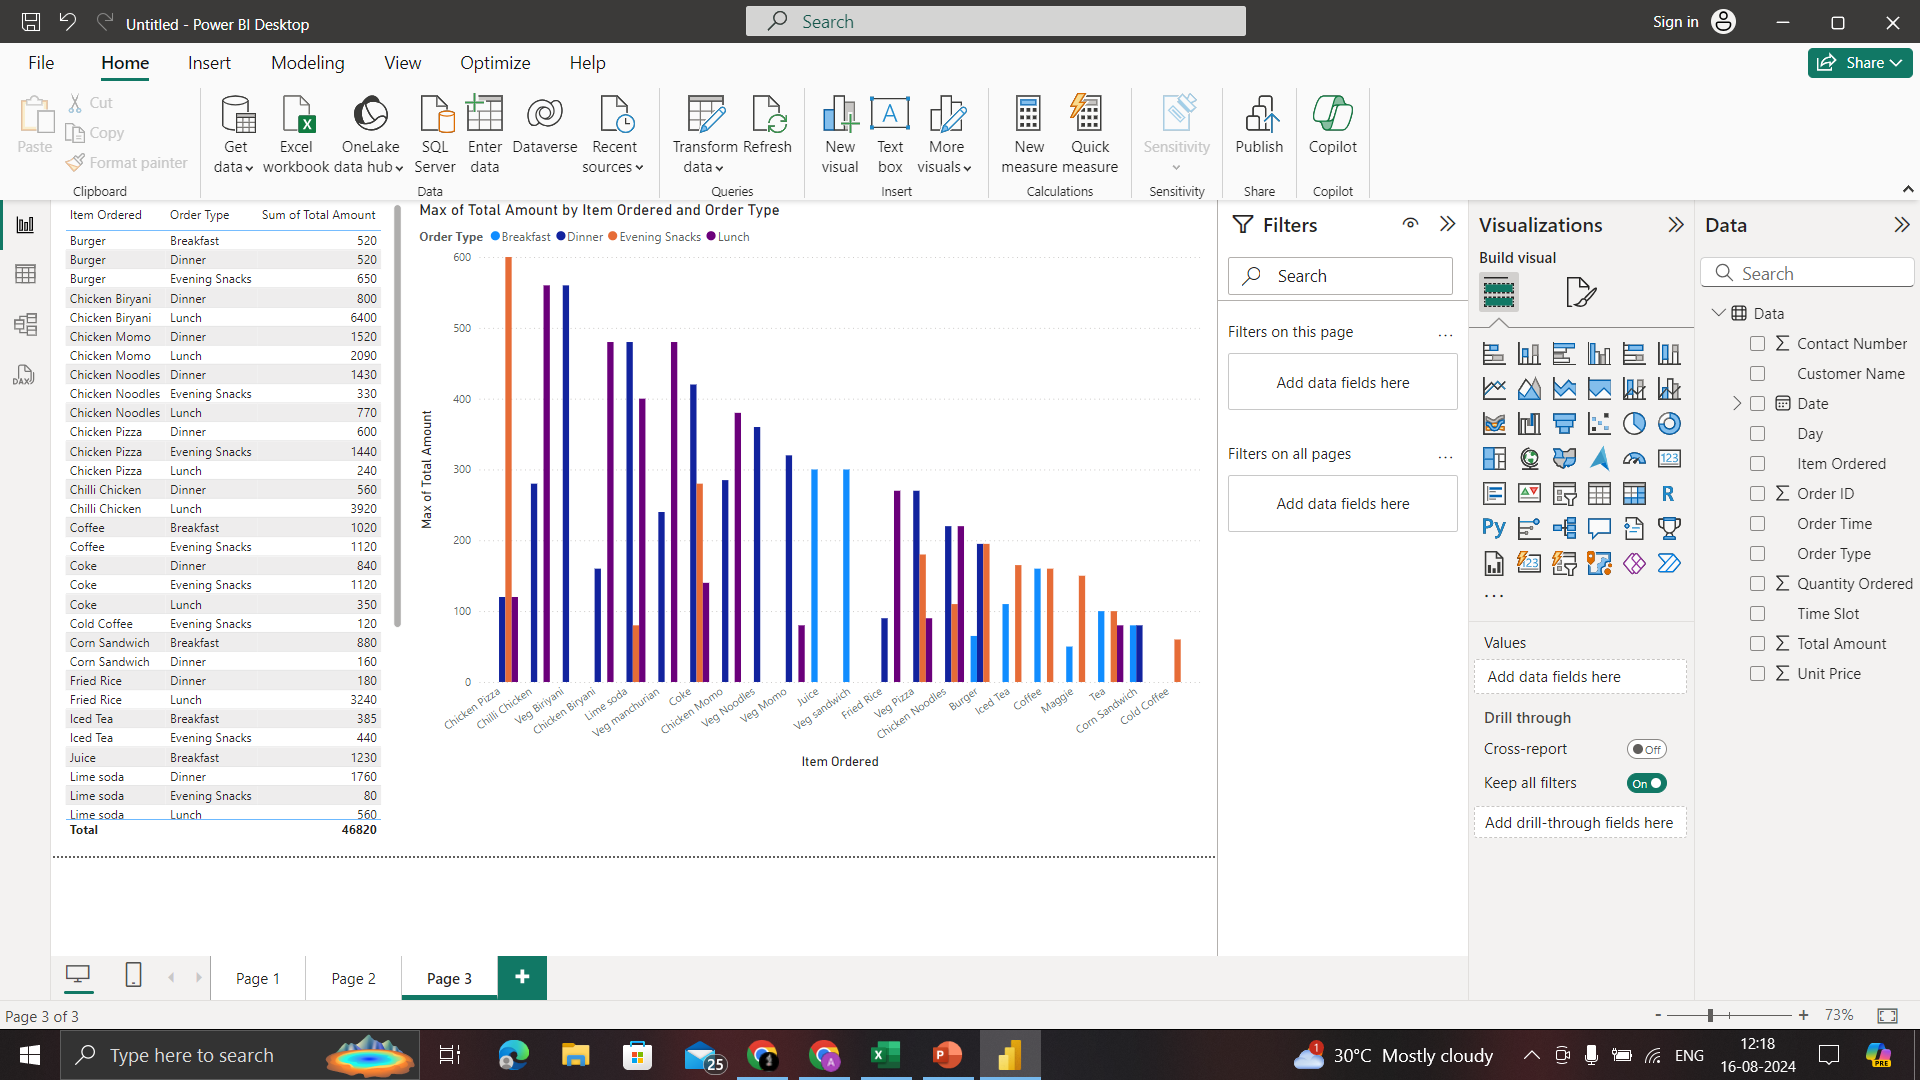 Untitled - Power BI Desktop
Search
Sign in
File Home Insert Modeling View Optimize Help
Share
Paste
Cut
Copy
Format painter
Clipboard
Get data
Excel workbook
OneLake data hub
SQL Server
Enter data
Dataverse
Recent sources
Data
Transform data
Refresh
Queries
New visual
Text box
More visuals
Insert
New measure
Quick measure
Calculations
Sensitivity
Sensitivity
Publish
Share
Copilot
Copilot
Item Ordered Order Type Sum of Total Amount
Burger Breakfast 520
Burger Dinner 520
Burger Evening Snacks 650
Chicken Biryani Dinner 800
Chicken Biryani Lunch 6400
Chicken Momo Dinner 1520
Chicken Momo Lunch 2090
Chicken Noodles Dinner 1430
Chicken Noodles Evening Snacks 330
Chicken Noodles Lunch 770
Chicken Pizza Dinner 600
Chicken Pizza Evening Snacks 1440
Chicken Pizza Lunch 240
Chilli Chicken Dinner 560
Chilli Chicken Lunch 3920
Coffee Breakfast 1020
Coffee Evening Snacks 1120
Coke Dinner 840
Coke Evening Snacks 1120
Coke Lunch 350
Cold Coffee Evening Snacks 120
Corn Sandwich Breakfast 880
Corn Sandwich Dinner 160
Fried Rice Dinner 180
Fried Rice Lunch 3240
Iced Tea Breakfast 385
Iced Tea Evening Snacks 440
Juice Breakfast 1230
Lime soda Dinner 1760
Lime soda Evening Snacks 80
Lime soda Lunch 560
Total 46820
Max of Total Amount by Item Ordered and Order Type
Order Type Breakfast Dinner Evening Snacks Lunch
Max of Total Amount
600
500
400
300
200
100
0
Chicken Pizza
Chilli Chicken
Veg Biriyani
Chicken Biryani
Lime soda
Veg manchurian
Coke
Chicken Momo
Veg Noodles
Veg Momo
Juice
Veg sandwich
Fried Rice
Veg Pizza
Chicken Noodles
Burger
Iced Tea
Coffee
Maggie
Tea
Corn Sandwich
Cold Coffee
Item Ordered
Filters
Search
Filters on this page ...
Add data fields here
Filters on all pages ...
Add data fields here
Visualizations
Build visual
123
R
Py
123
...
Values
Add data fields here
Drill through
Cross-report Off
Keep all filters On
Add drill-through fields here
Data
Search
Data
Contact Number
Customer Name
Date
Day
Item Ordered
Order ID
Order Time
Order Type
Quantity Ordered
Time Slot
Total Amount
Unit Price
Page 1 Page 2 Page 3 +
Page 3 of 3
- + 73%
Type here to search
25
1
30°C Mostly cloudy
ENG
12:18
16-08-2024
PRE
A
DAX